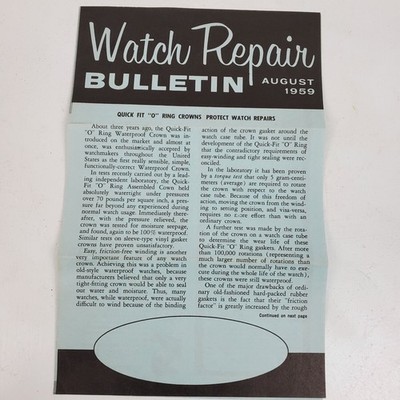 Watch Repair
BULLETIN AUGUST
1959
QUICK FIT "O" RING CROWNS PROTECT WATCH REPAIRS
About three years ago, the Quick-Fit
"O" Ring Waterproof Crown was in-
troduced on the market and almost at
once, was enthusiastically accepted by
watchmakers throughout the United
States as the first really sensible, simple,
functionally-correct Waterproof Crown.
In tests recently carried out by a lead-
ing independent laboratory, the Quick-
Fit "O" Ring Assembled Cown held
absolutely watertight under pressures
over 70 pounds per square inch, a pres-
sure far beyond any experienced during
normal watch usage. Immediately there-
after, with the pressure relieved, the
crown was tested for moisture seepage,
and found, again to be 100% waterproof.
Similar tests on sleeve-type vinyl gasket
crowns have proven unsatisfactory.
Easy, friction-free winding is another
very important feature of any watch
crown. Achieving this was a problem in
old-style waterproof watches, because
manufacturers believed that only a very
tight-fitting crown would be able to seal
out water and moisture. Thus, many
watches, while waterproof, were actually
difficult to wind because of the binding
action of the crown gasket around the
watch case tube. It was not until the
development of the Quick-Fit "O" Ring
that the contradictory requirements of
easy-winding and tight sealing were rec-
onciled.
In the laboratory it has been proven
by a torque test that only 5 gram-centi-
meters (average) are required to rotate
the crown with respect to the watch
case tube. Because of this freedom of
action, moving the crown from the wind-
ing to setting position, and visa-versa,
requires no more effort than with an
ordinary crown.
A further test was made by the rota-
tion of the crown on a watch case tube
to determine the wear life of these
Quick-Fit "O" Ring gaskets. After more
than 100,000 rotations (representing a
much larger number of rotations than
the crown would normally have to exe-
cute during the whole life of the watch),
these crowns were still waterproof.
One of the major drawbacks of ordi-
nary old-fashioned hard-packed rubber
gaskets is the fact that their "friction
factor" is greatly increased by the rough
Continued on next page